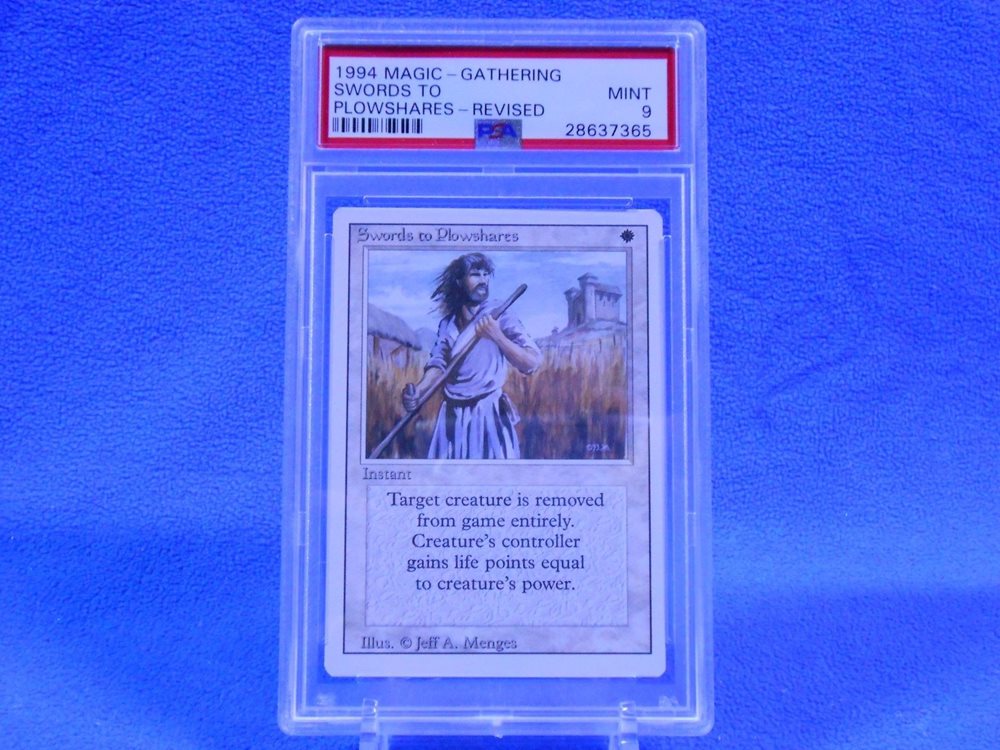 1994 MAGIC - GATHERING
SWORDS TO
PLOWSHARES - REVISED
MINT
9
PSA
28637365
Swords to Plowshares
Instant
Target creature is removed
from game entirely.
Creature's controller
gains life points equal
to creature's power.
Illus. © Jeff A. Menges